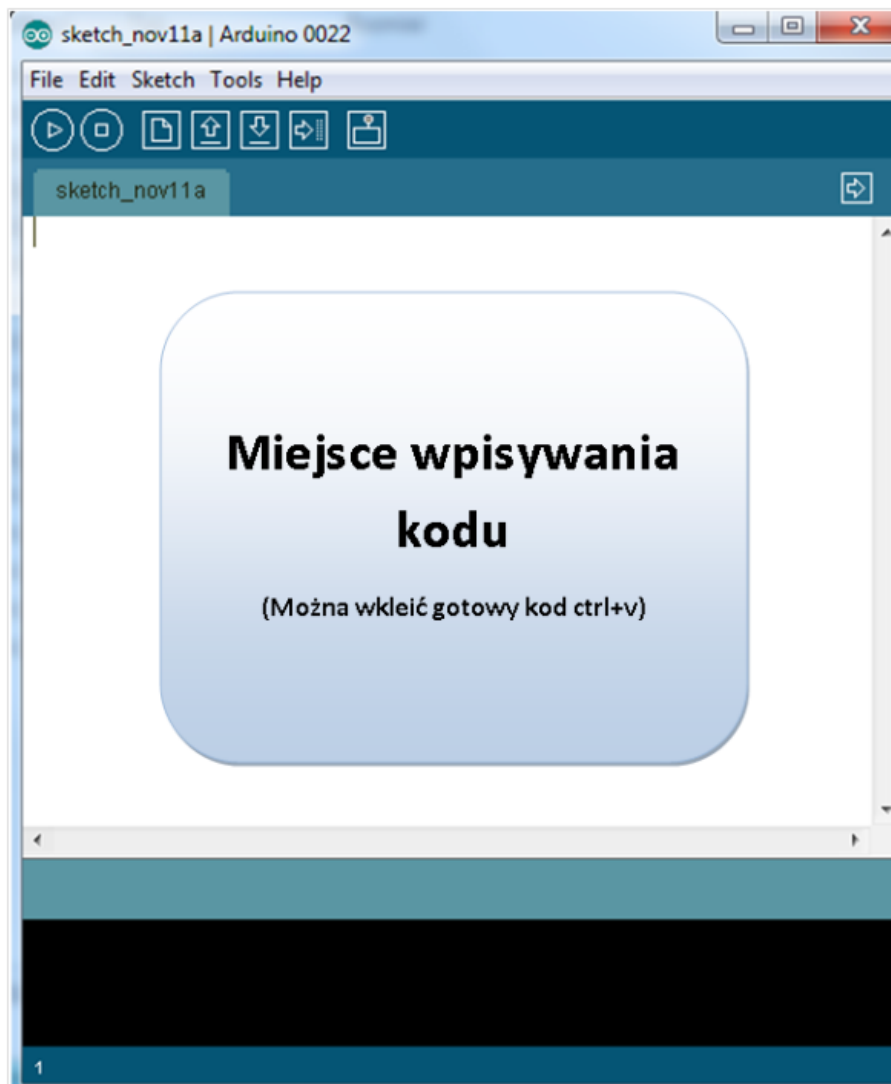 sketch_nov11a | Arduino 0022
File Edit Sketch Tools Help
sketch_nov11a
Miejsce wpisywania
kodu
(Można wkleić gotowy kod ctrl+v)
1